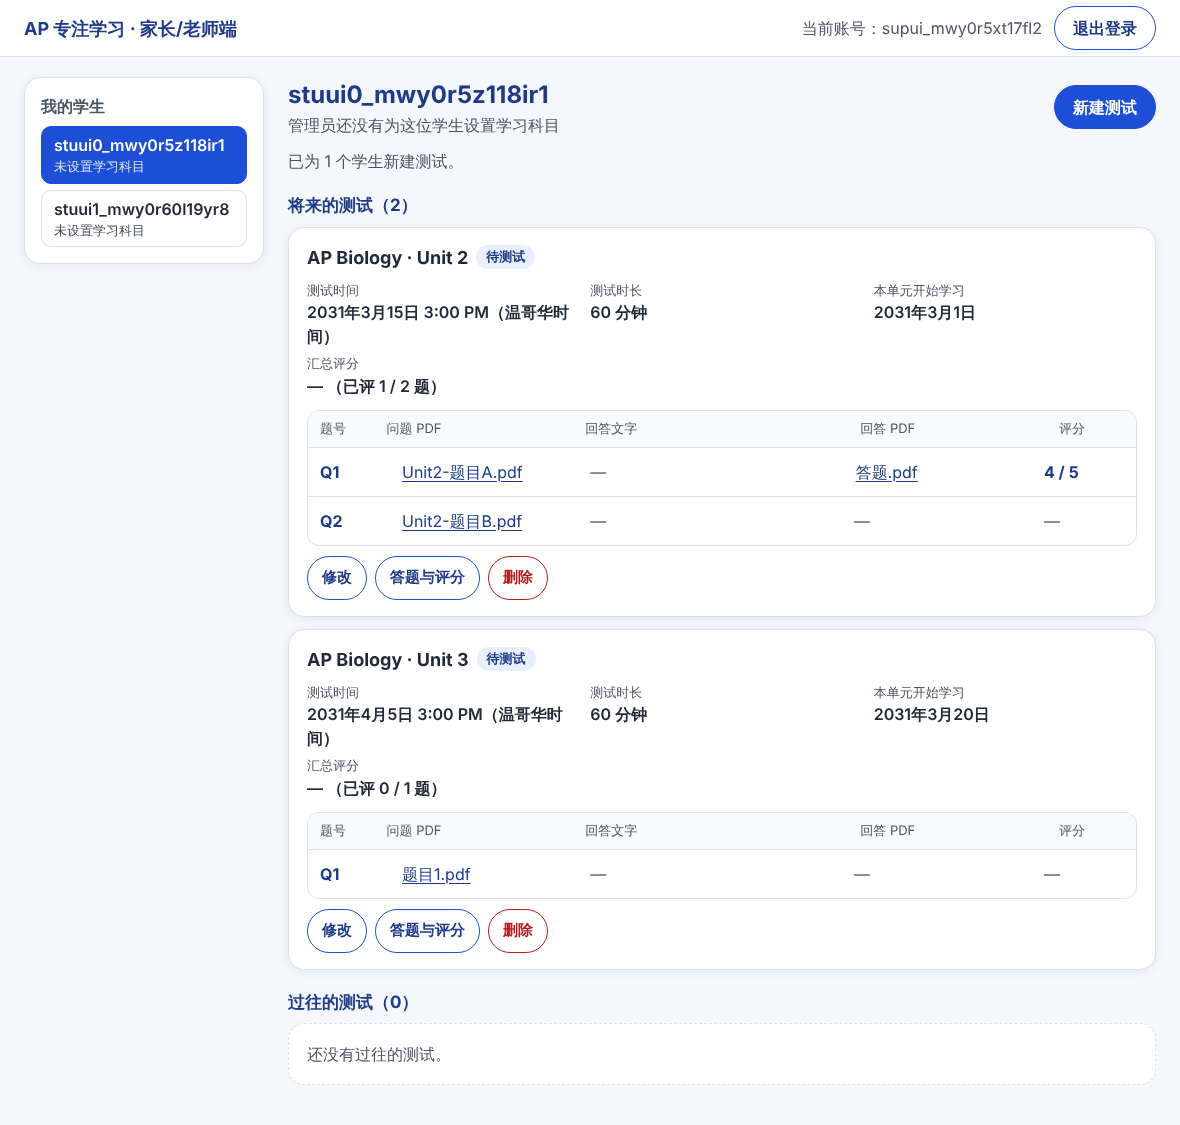 AP 专注学习 · 家长/老师端
当前账号：supui_mwy0r5xt17fl2
退出登录
我的学生
stuui0_mwy0r5z118ir1
未设置学习科目
stuui1_mwy0r60l19yr8
未设置学习科目
stuui0_mwy0r5z118ir1
管理员还没有为这位学生设置学习科目
新建测试
已为 1 个学生新建测试。
将来的测试（2）
AP Biology · Unit 2 待测试
测试时间 测试时长 本单元开始学习
2031年3月15日 3:00 PM（温哥华时 60 分钟 2031年3月1日
间）
汇总评分
— （已评 1 / 2 题）
题号 问题 PDF 回答文字 回答 PDF 评分
Q1 Unit2-题目A.pdf — 答题.pdf 4 / 5
Q2 Unit2-题目B.pdf — — —
修改 答题与评分 删除
AP Biology · Unit 3 待测试
测试时间 测试时长 本单元开始学习
2031年4月5日 3:00 PM（温哥华时 60 分钟 2031年3月20日
间）
汇总评分
— （已评 0 / 1 题）
题号 问题 PDF 回答文字 回答 PDF 评分
Q1 题目1.pdf — — —
修改 答题与评分 删除
过往的测试（0）
还没有过往的测试。